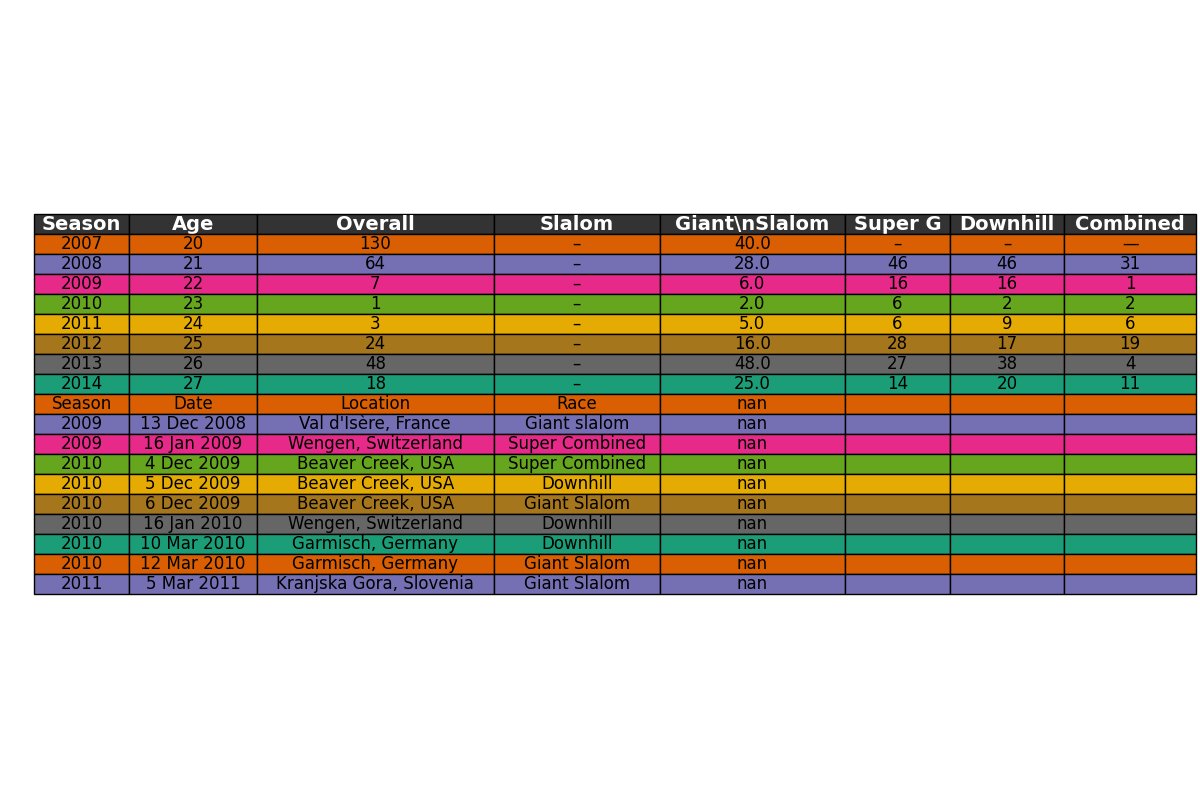 Season Age Overall Slalom Giant\nSlalom Super G Downhill Combined
2007 20 130 – 40.0 – – —
2008 21 64 – 28.0 46 46 31
2009 22 7 – 6.0 16 16 1
2010 23 1 – 2.0 6 2 2
2011 24 3 – 5.0 6 9 6
2012 25 24 – 16.0 28 17 19
2013 26 48 – 48.0 27 38 4
2014 27 18 – 25.0 14 20 11
Season Date Location Race nan
2009 13 Dec 2008 Val d'Isère, France Giant slalom nan
2009 16 Jan 2009 Wengen, Switzerland Super Combined nan
2010 4 Dec 2009 Beaver Creek, USA Super Combined nan
2010 5 Dec 2009 Beaver Creek, USA Downhill nan
2010 6 Dec 2009 Beaver Creek, USA Giant Slalom nan
2010 16 Jan 2010 Wengen, Switzerland Downhill nan
2010 10 Mar 2010 Garmisch, Germany Downhill nan
2010 12 Mar 2010 Garmisch, Germany Giant Slalom nan
2011 5 Mar 2011 Kranjska Gora, Slovenia Giant Slalom nan